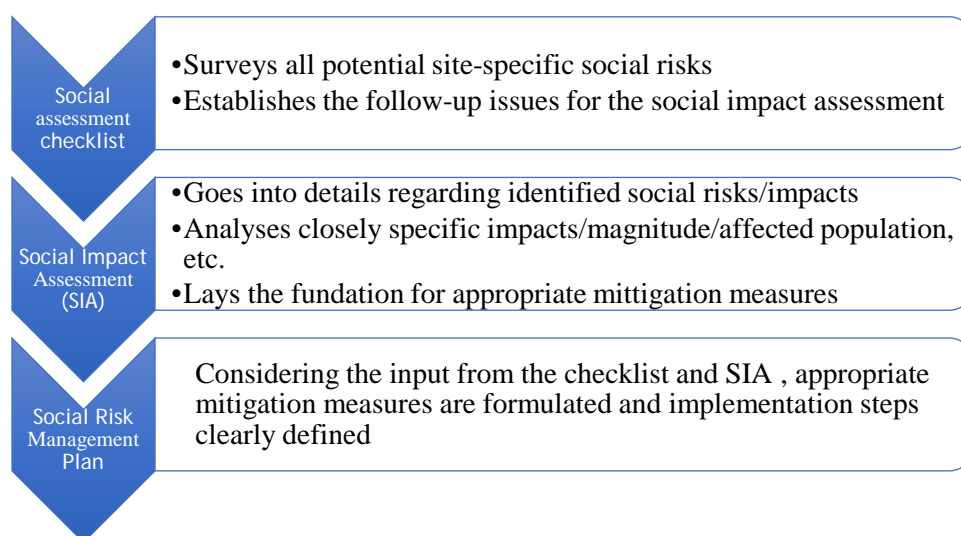 Social
assessment
checklist
•Surveys all potential site-specific social risks
•Establishes the follow-up issues for the social impact assessment
Social Impact
Assessment
(SIA)
•Goes into details regarding identified social risks/impacts
•Analyses closely specific impacts/magnitude/affected population,
etc.
•Lays the fundation for appropriate mittigation measures
Social Risk
Management
Plan
Considering the input from the checklist and SIA , appropriate
mitigation measures are formulated and implementation steps
clearly defined